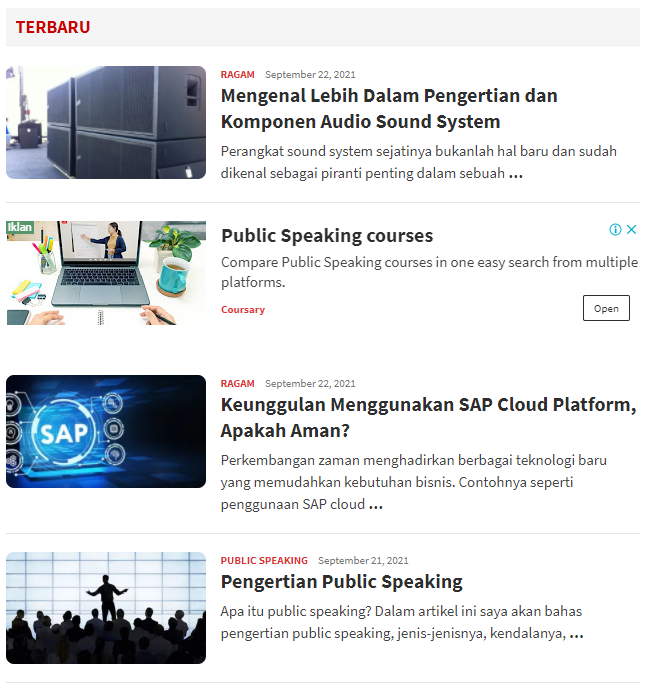 TERBARU
RAGAM September 22, 2021
Mengenal Lebih Dalam Pengertian dan
Komponen Audio Sound System
Perangkat sound system sejatinya bukanlah hal baru dan sudah
dikenal sebagai piranti penting dalam sebuah ...
Iklan
Public Speaking courses
Compare Public Speaking courses in one easy search from multiple
platforms.
Coursary
Open
RAGAM September 22, 2021
Keunggulan Menggunakan SAP Cloud Platform,
Apakah Aman?
SAP
Perkembangan zaman menghadirkan berbagai teknologi baru
yang memudahkan kebutuhan bisnis. Contohnya seperti
penggunaan SAP cloud ...
PUBLIC SPEAKING September 21, 2021
Pengertian Public Speaking
Apa itu public speaking? Dalam artikel ini saya akan bahas
pengertian public speaking, jenis-jenisnya, kendalanya, ...